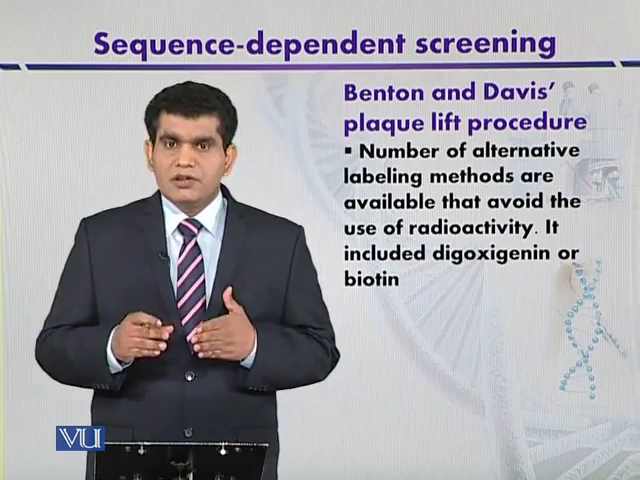 Sequence-dependent screening
Benton and Davis’
plaque lift procedure
▪ Number of alternative
labeling methods are
available that avoid the
use of radioactivity. It
included digoxigenin or
biotin
VU